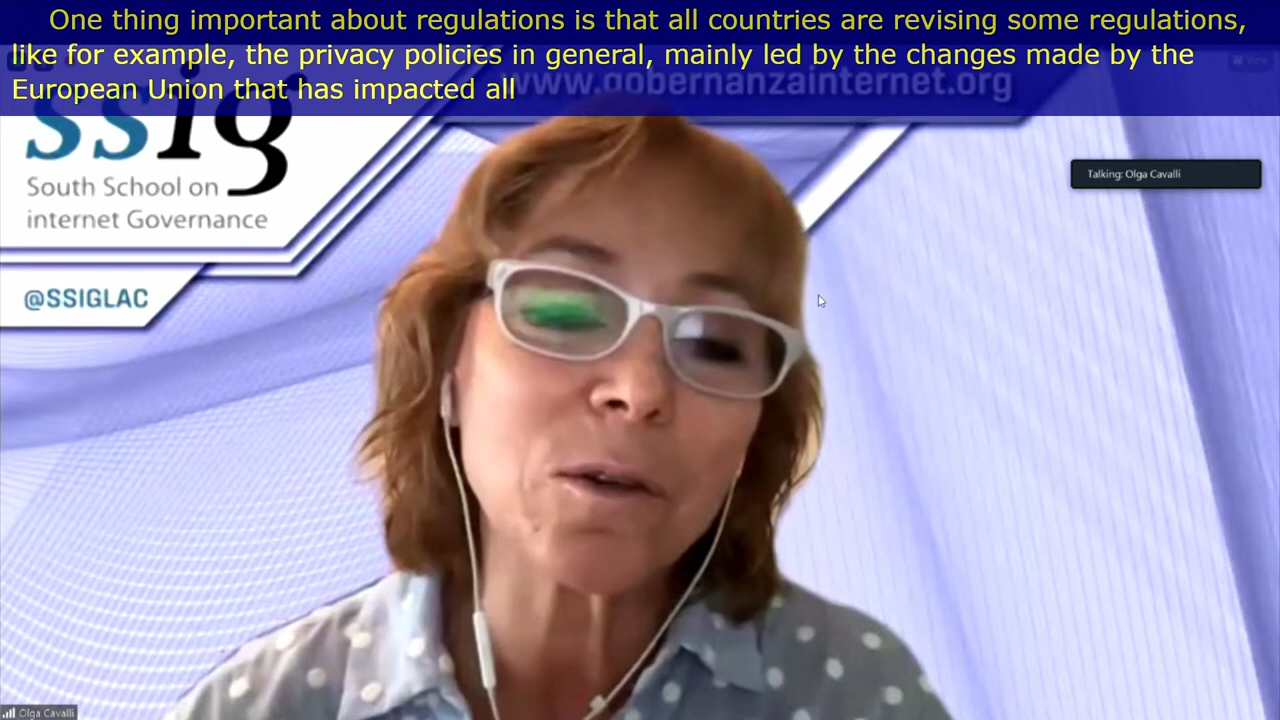 One thing important about regulations is that all countries are revising some regulations,
like for example, the privacy policies in general, mainly led by the changes made by the
European Union that has impacted all
www.gobernanzainternet.org
View
ssig
South School on
internet Governance
@SSIGLAC
Talking: Olga Cavalli
Olga Cavalli